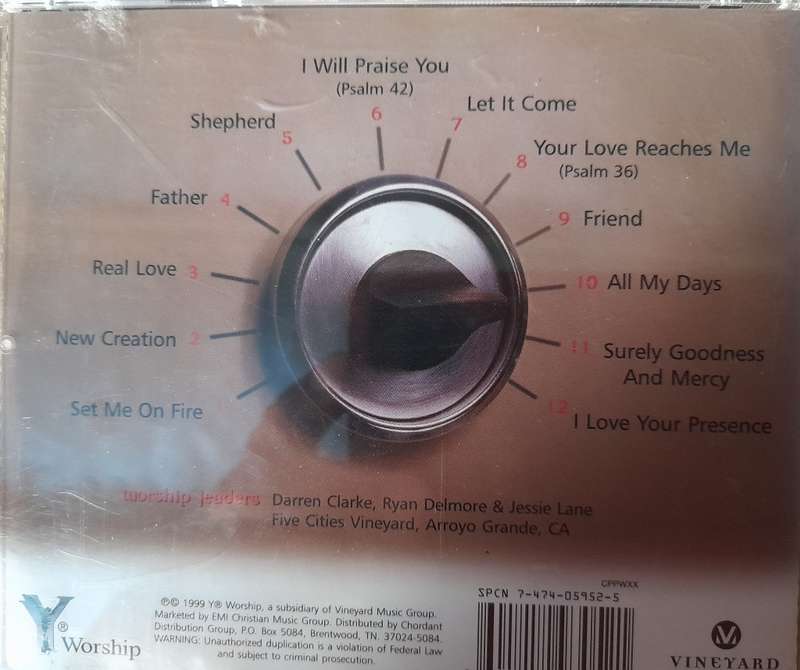 I Will Praise You
(Psalm 42)
6
Let It Come
7
Shepherd
5
Your Love Reaches Me
8
(Psalm 36)
Father 4
9 Friend
Real Love 3
10 All My Days
New Creation 2
11 Surely Goodness
And Mercy
Set Me On Fire
12
I Love Your Presence
worship leaders Darren Clarke, Ryan Delmore & Jessie Lane
Five Cities Vineyard, Arroyo Grande, CA
CPPWXX
SPCN 7-474-05952-5
℗© 1999 Y® Worship, a subsidiary of Vineyard Music Group.
Marketed by EMI Christian Music Group. Distributed by Chordant
Distribution Group, P.O. Box 5084, Brentwood, TN. 37024-5084.
WARNING: Unauthorized duplication is a violation of Federal Law
and subject to criminal prosecution.
Y®
Worship
V
VINEYARD